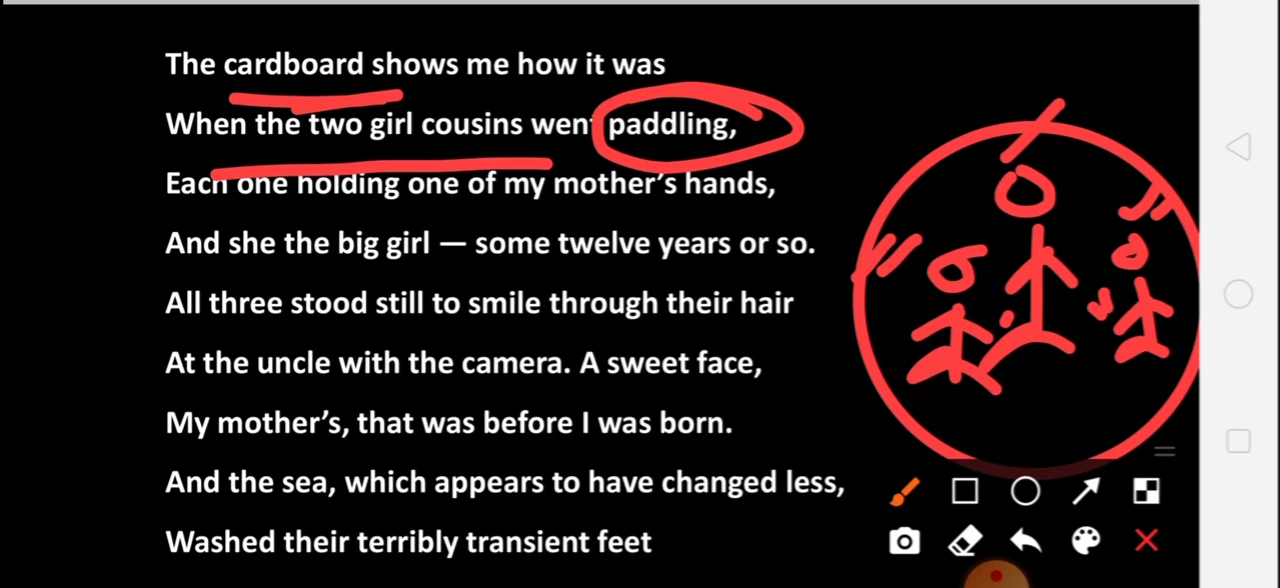 The cardboard shows me how it was
When the two girl cousins went paddling,
Each one holding one of my mother's hands,
And she the big girl — some twelve years or so.
All three stood still to smile through their hair
At the uncle with the camera. A sweet face,
My mother's, that was before I was born.
And the sea, which appears to have changed less,
Washed their terribly transient feet